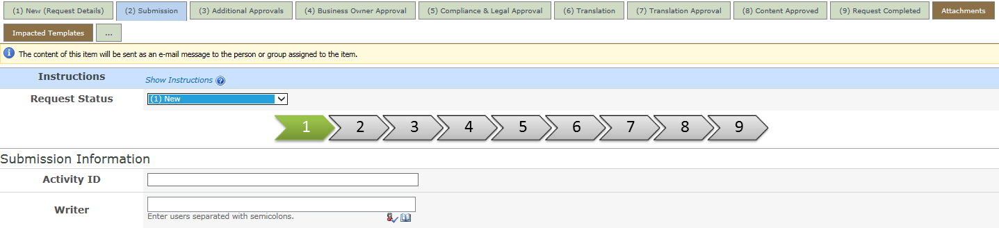 (1) New (Request Details) (2) Submission (3) Additional Approvals (4) Business Owner Approval (5) Compliance & Legal Approval (6) Translation (7) Translation Approval (8) Content Approved (9) Request Completed Attachments
Impacted Templates ...
The content of this item will be sent as an e-mail message to the person or group assigned to the item.
Instructions Show Instructions ?
Request Status (1) New
1 2 3 4 5 6 7 8 9
Submission Information
Activity ID
Writer
Enter users separated with semicolons.